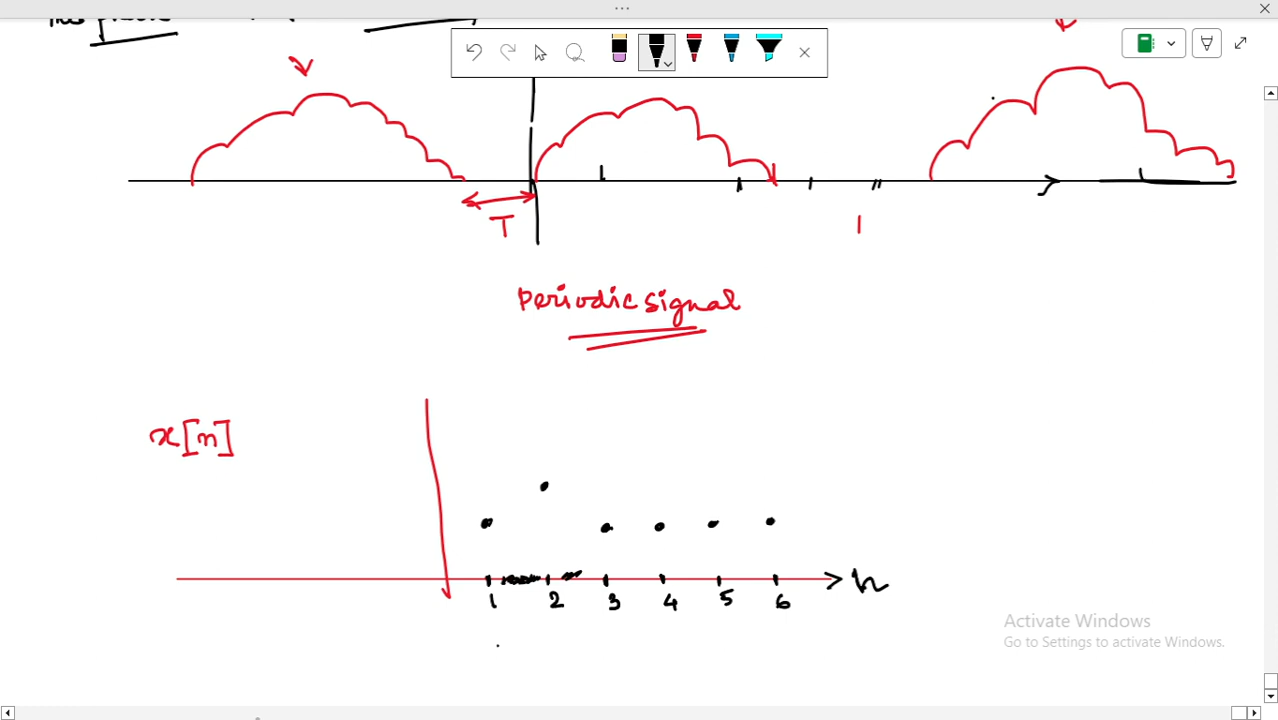 T
Periodic signal
x[n]
n
1 2 3 4 5 6
Activate Windows
Go to Settings to activate Windows.